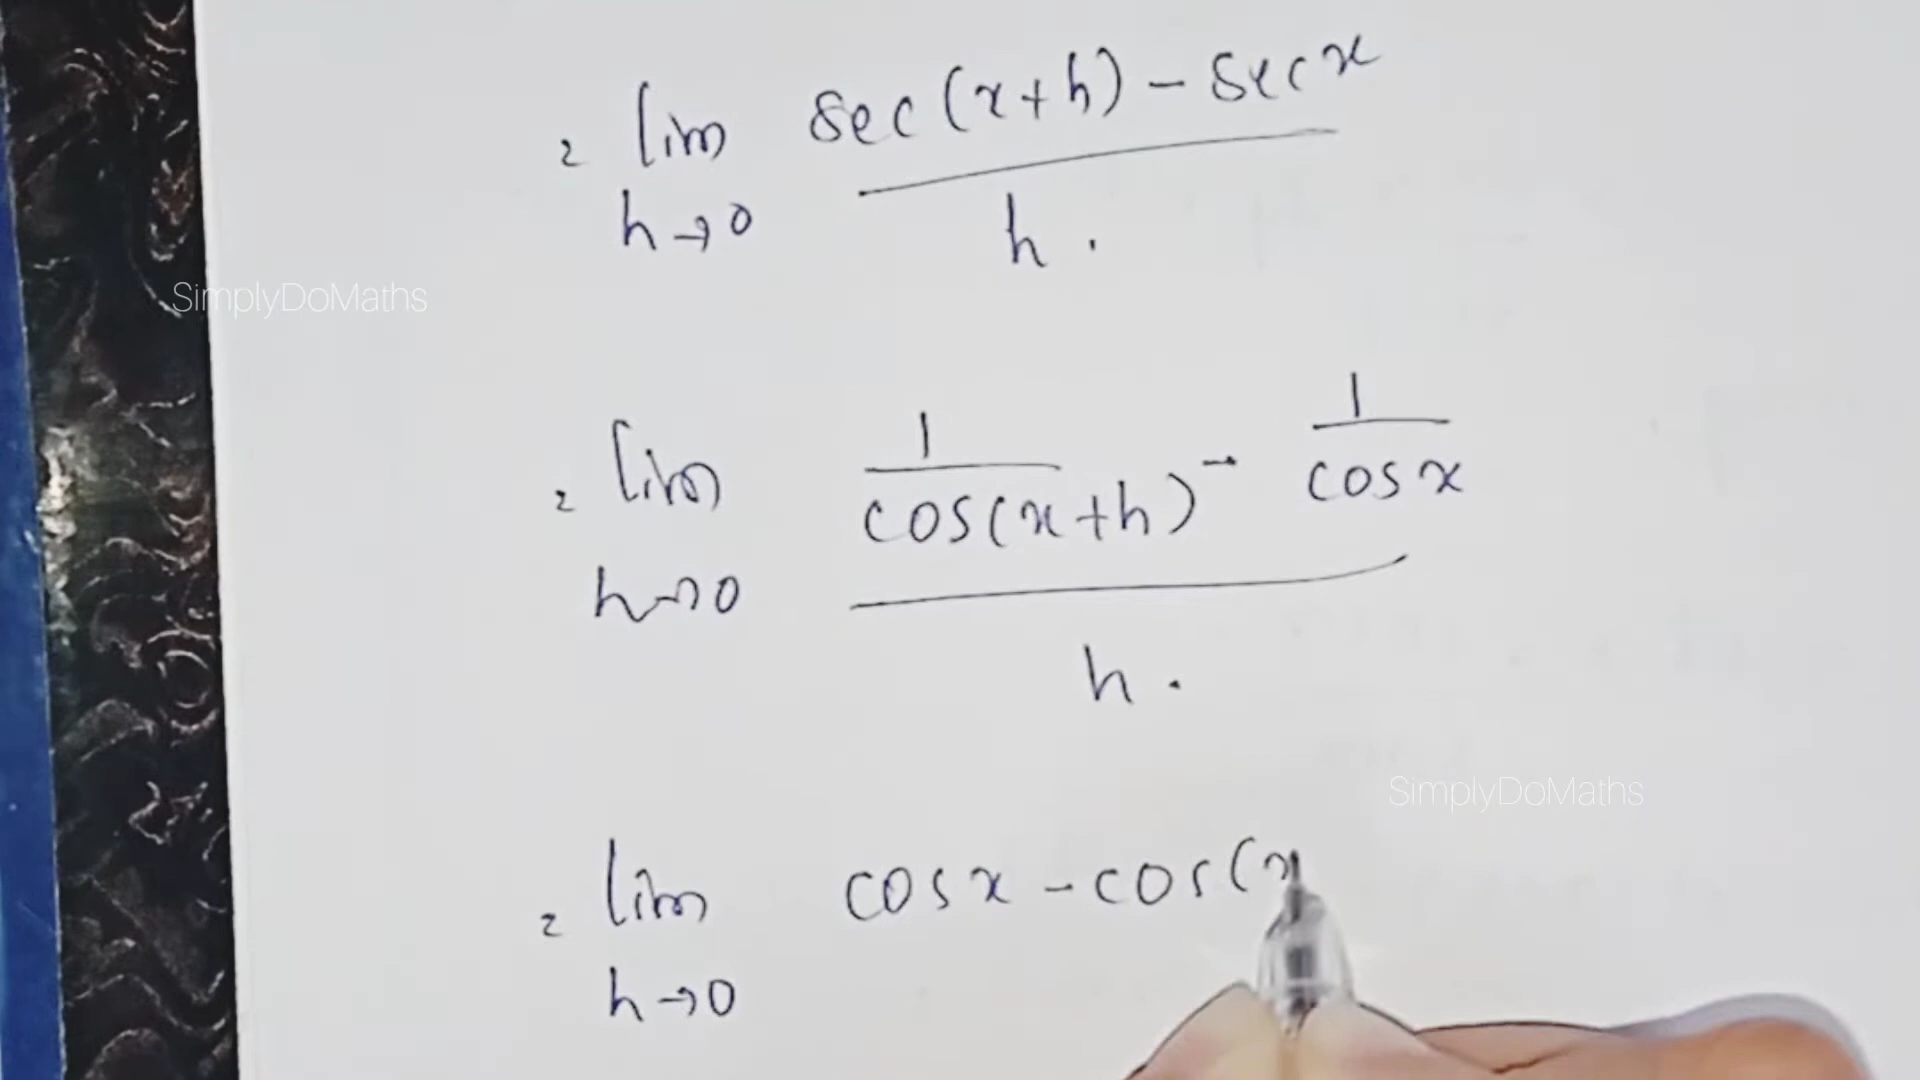 = lim sec(x+h) - sec x
h→0 h.
SimplyDoMaths
1 1
= lim cos(x+h) - cos x
h→0
h.
SimplyDoMaths
= lim cos x - cos(x
h→0